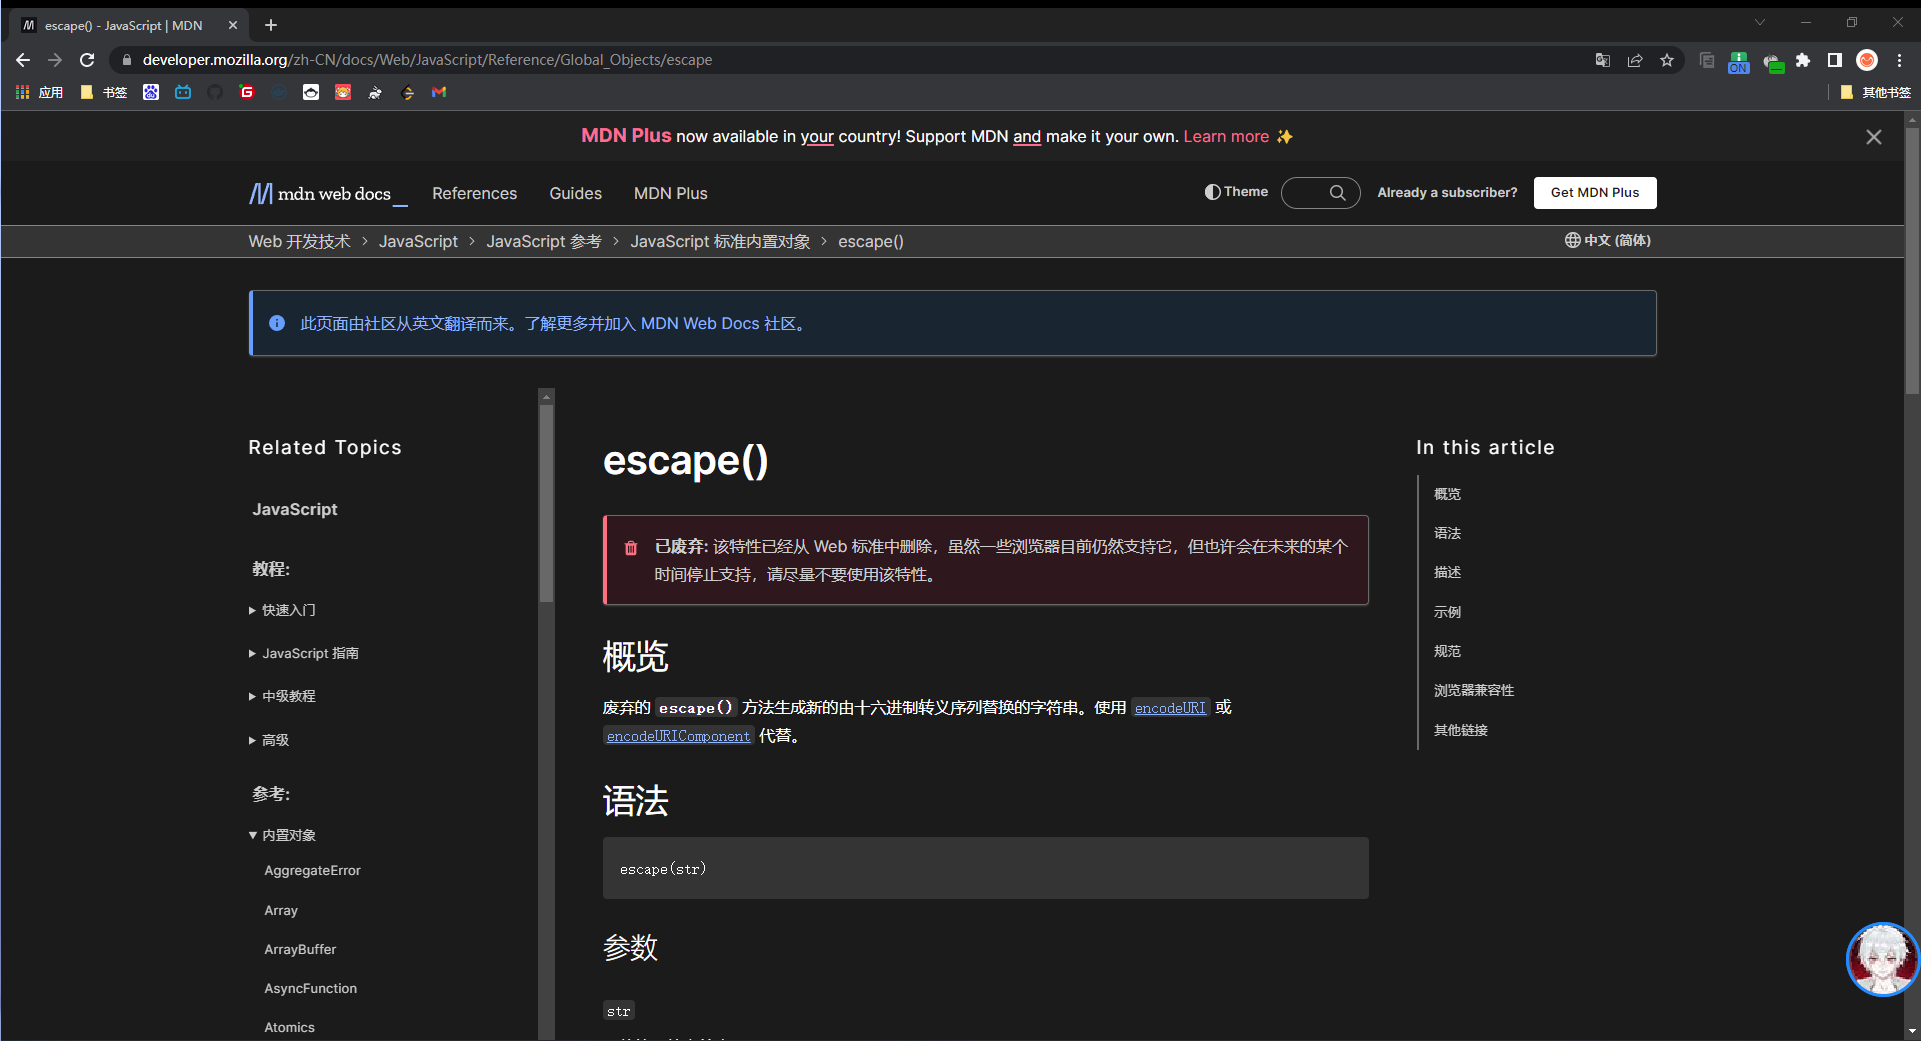 escape() - JavaScript | MDN
developer.mozilla.org/zh-CN/docs/Web/JavaScript/Reference/Global_Objects/escape
ON
应用
书签
其他书签
MDN Plus now available in your country! Support MDN and make it your own. Learn more ✨
mdn web docs_
References
Guides
MDN Plus
Theme
Already a subscriber?
Get MDN Plus
Web 开发技术 > JavaScript > JavaScript 参考 > JavaScript 标准内置对象 > escape()
中文 (简体)
此页面由社区从英文翻译而来。了解更多并加入 MDN Web Docs 社区。
Related Topics
JavaScript
教程:
快速入门
JavaScript 指南
中级教程
高级
参考:
内置对象
AggregateError
Array
ArrayBuffer
AsyncFunction
Atomics
escape()
已废弃: 该特性已经从 Web 标准中删除，虽然一些浏览器目前仍然支持它，但也许会在未来的某个
时间停止支持，请尽量不要使用该特性。
概览
废弃的 escape() 方法生成新的由十六进制转义序列替换的字符串。使用 encodeURI 或
encodeURIComponent 代替。
语法
escape(str)
参数
str
In this article
概览
语法
描述
示例
规范
浏览器兼容性
其他链接